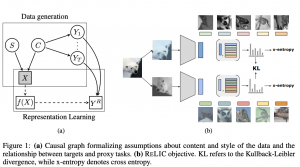 Data generation
S
C
Y₁
Y_T
X
f(X)
Y^R
Representation Learning
(a)
x-entropy
KL
x-entropy
(b)
Figure 1: (a) Causal graph formalizing assumptions about content and style of the data and the
relationship between targets and proxy tasks. (b) RELIC objective. KL refers to the Kullback-Leibler
divergence, while x-entropy denotes cross entropy.